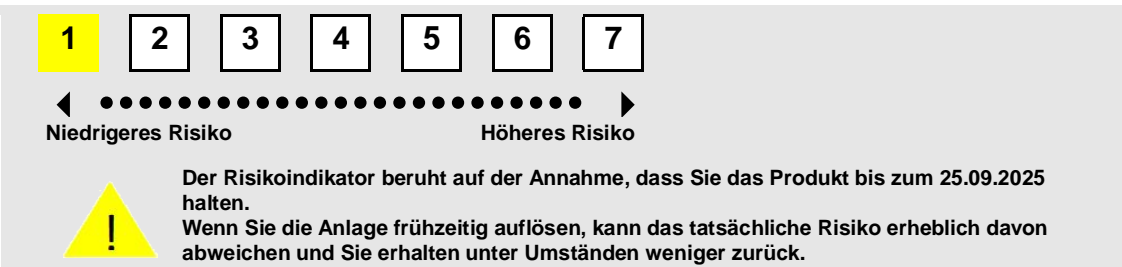 1 2 3 4 5 6 7
Niedrigeres Risiko Höheres Risiko
Der Risikoindikator beruht auf der Annahme, dass Sie das Produkt bis zum 25.09.2025
halten.
Wenn Sie die Anlage frühzeitig auflösen, kann das tatsächliche Risiko erheblich davon
abweichen und Sie erhalten unter Umständen weniger zurück.
!